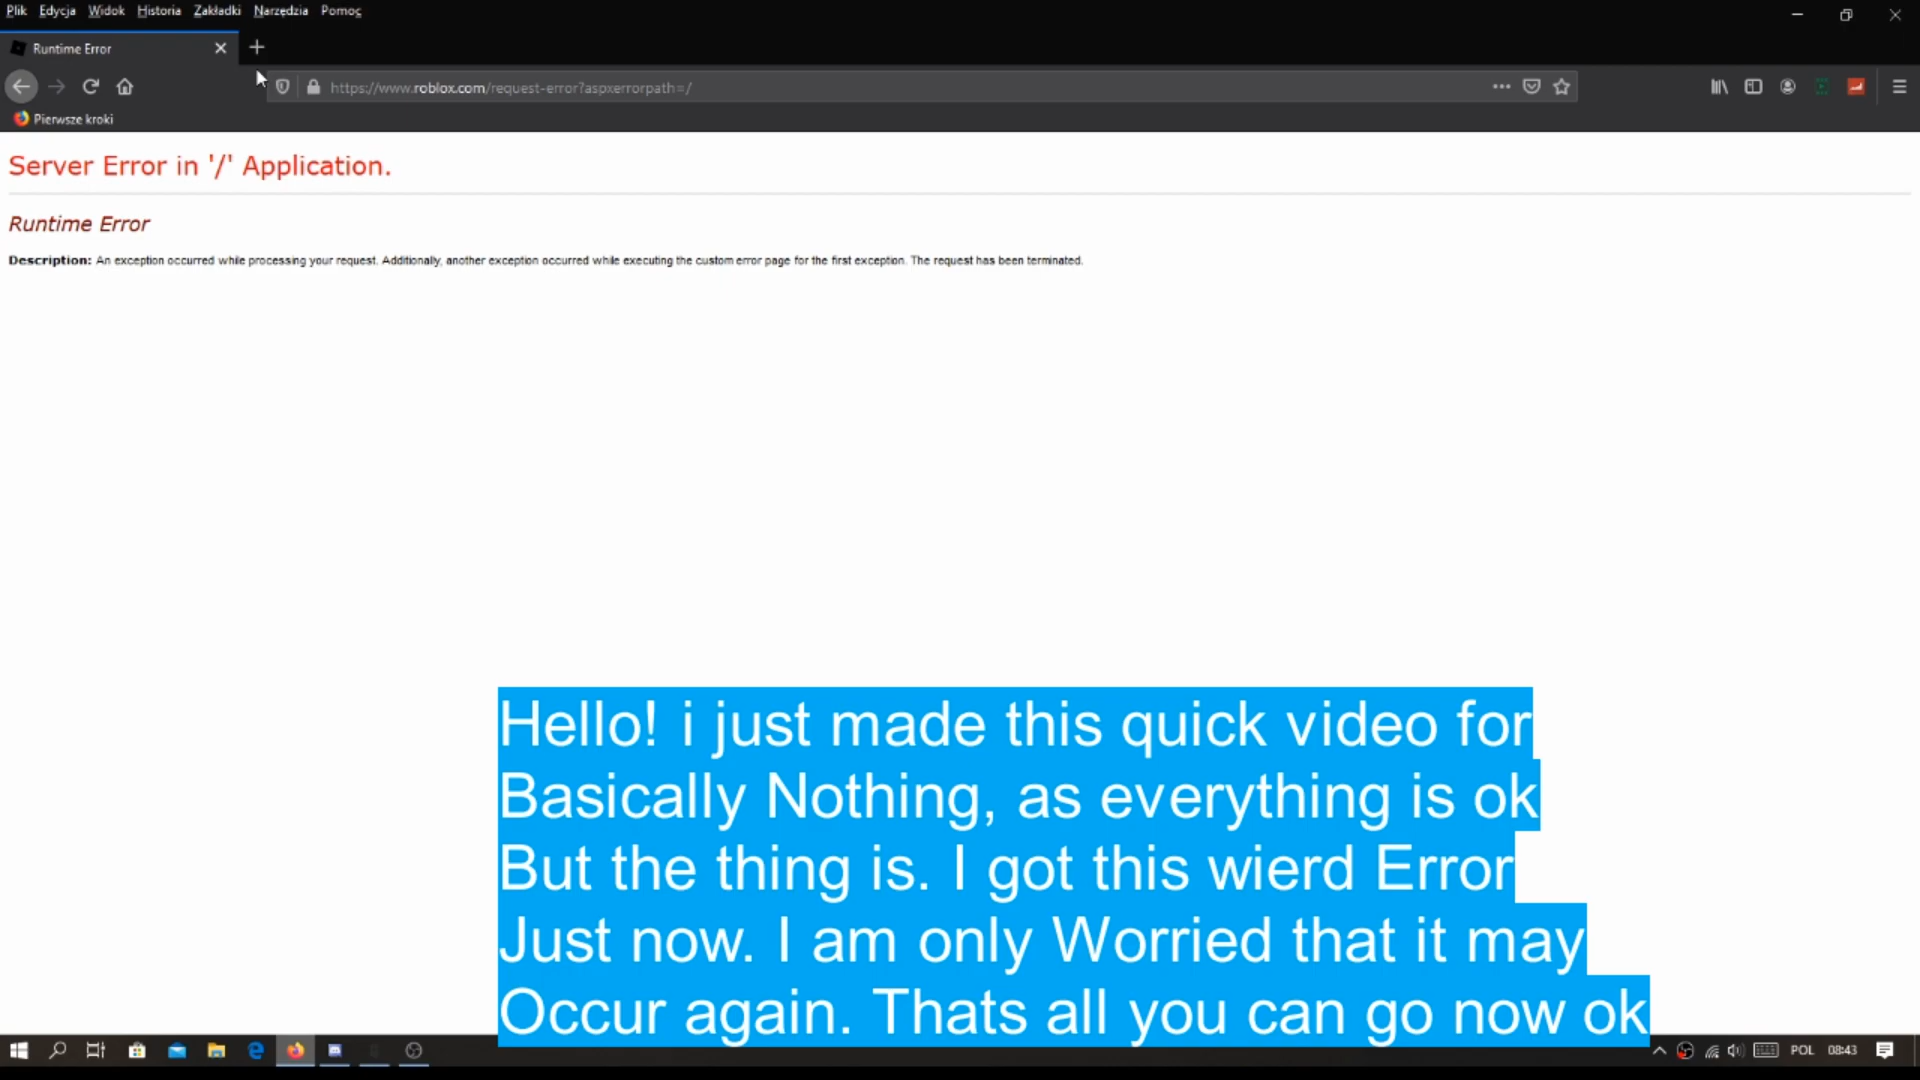 Plik Edycja Widok Historia Zakładki Narzędzia Pomoc
Runtime Error
https://www.roblox.com/request-error?aspxerrorpath=/
Pierwsze kroki
Server Error in '/' Application.
Runtime Error
Description: An exception occurred while processing your request. Additionally, another exception occurred while executing the custom error page for the first exception. The request has been terminated.
Hello! i just made this quick video for
Basically Nothing, as everything is ok
But the thing is. I got this wierd Error
Just now. I am only Worried that it may
Occur again. Thats all you can go now ok
POL 08:43